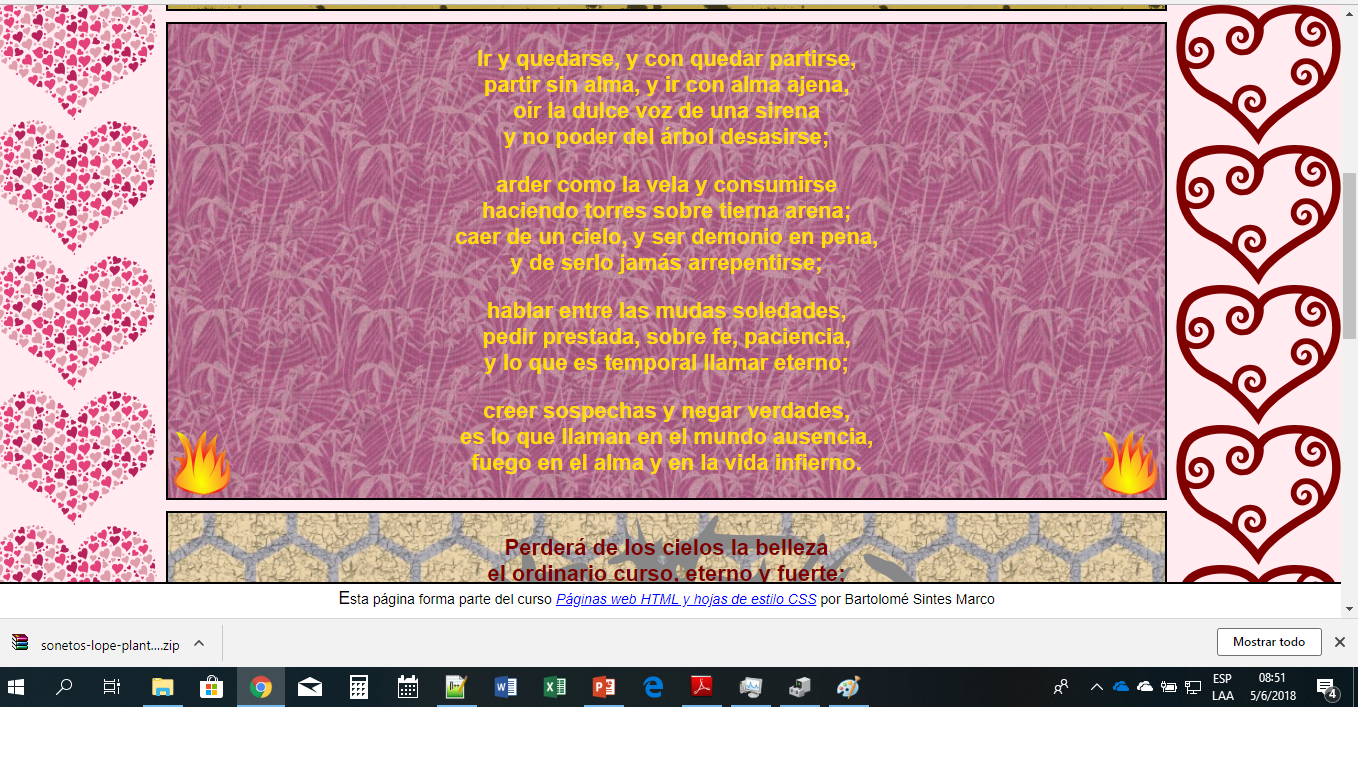 Ir y quedarse, y con quedar partirse,
partir sin alma, y ir con alma ajena,
oír la dulce voz de una sirena
y no poder del árbol desasirse;
arder como la vela y consumirse
haciendo torres sobre tierna arena;
caer de un cielo, y ser demonio en pena,
y de serlo jamás arrepentirse;
hablar entre las mudas soledades,
pedir prestada, sobre fe, paciencia,
y lo que es temporal llamar eterno;
creer sospechas y negar verdades,
es lo que llaman en el mundo ausencia,
fuego en el alma y en la vida infierno.
Perderá de los cielos la belleza
el ordinario curso, eterno y fuerte;
Esta página forma parte del curso Páginas web HTML y hojas de estilo CSS por Bartolomé Sintes Marco
sonetos-lope-plant....zip
Mostrar todo
ESP 08:51
LAA 5/6/2018
4